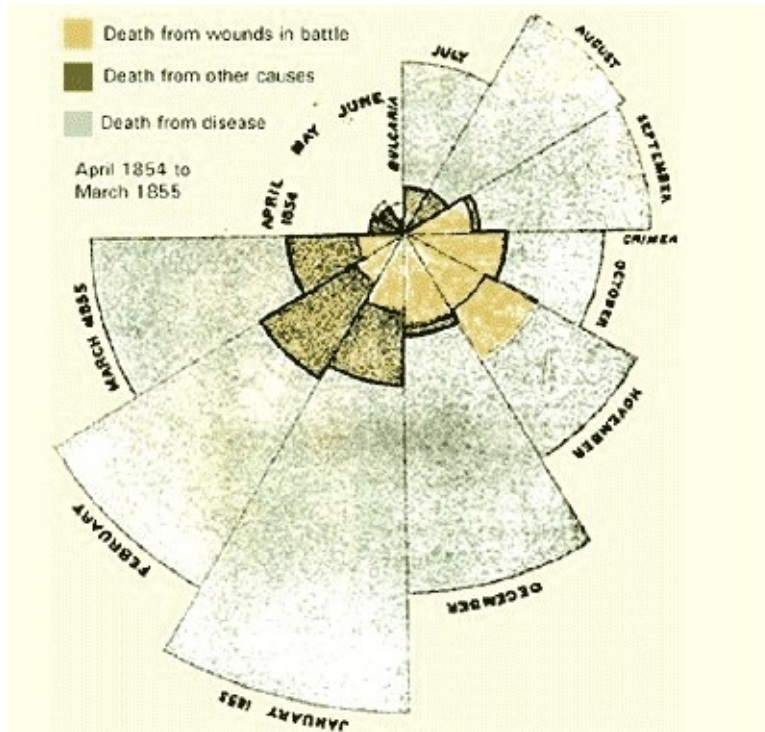 Death from wounds in battle
Death from other causes
Death from disease
April 1854 to
March 1855
APRIL
1854
MAY
JUNE
BULGARIA
JULY
AUGUST
SEPTEMBER
CRIMEA
OCTOBER
NOVEMBER
DECEMBER
JANUARY 1855
FEBRUARY
MARCH 1855